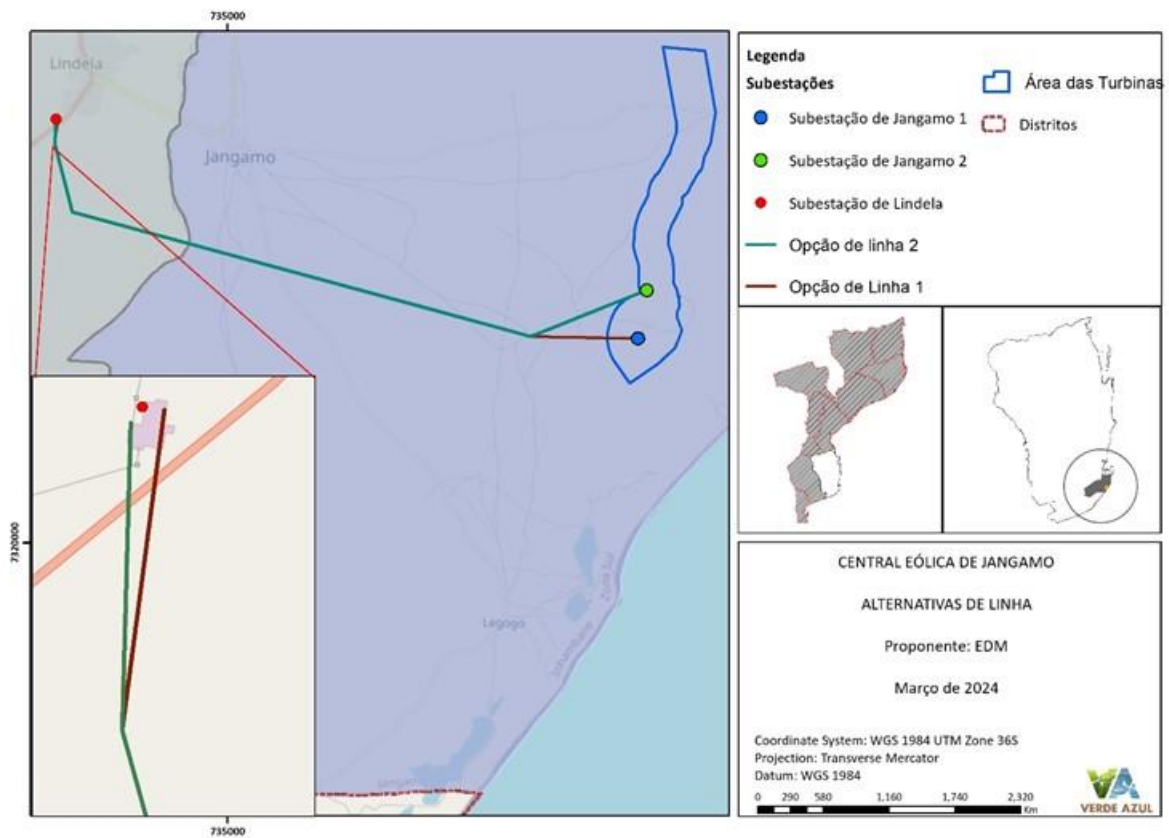 735000
Lindela
Jangamo
Legogo
7320000
735000
Legenda
Subestações
Subestação de Jangamo 1
Subestação de Jangamo 2
Subestação de Lindela
Opção de linha 2
Opção de Linha 1
Área das Turbinas
Distritos
CENTRAL EÓLICA DE JANGAMO
ALTERNATIVAS DE LINHA
Proponente: EDM
Março de 2024
Coordinate System: WGS 1984 UTM Zone 36S
Projection: Transverse Mercator
Datum: WGS 1984
0 290 580 1,160 1,740 2,320
Km
VA
VERDE AZUL